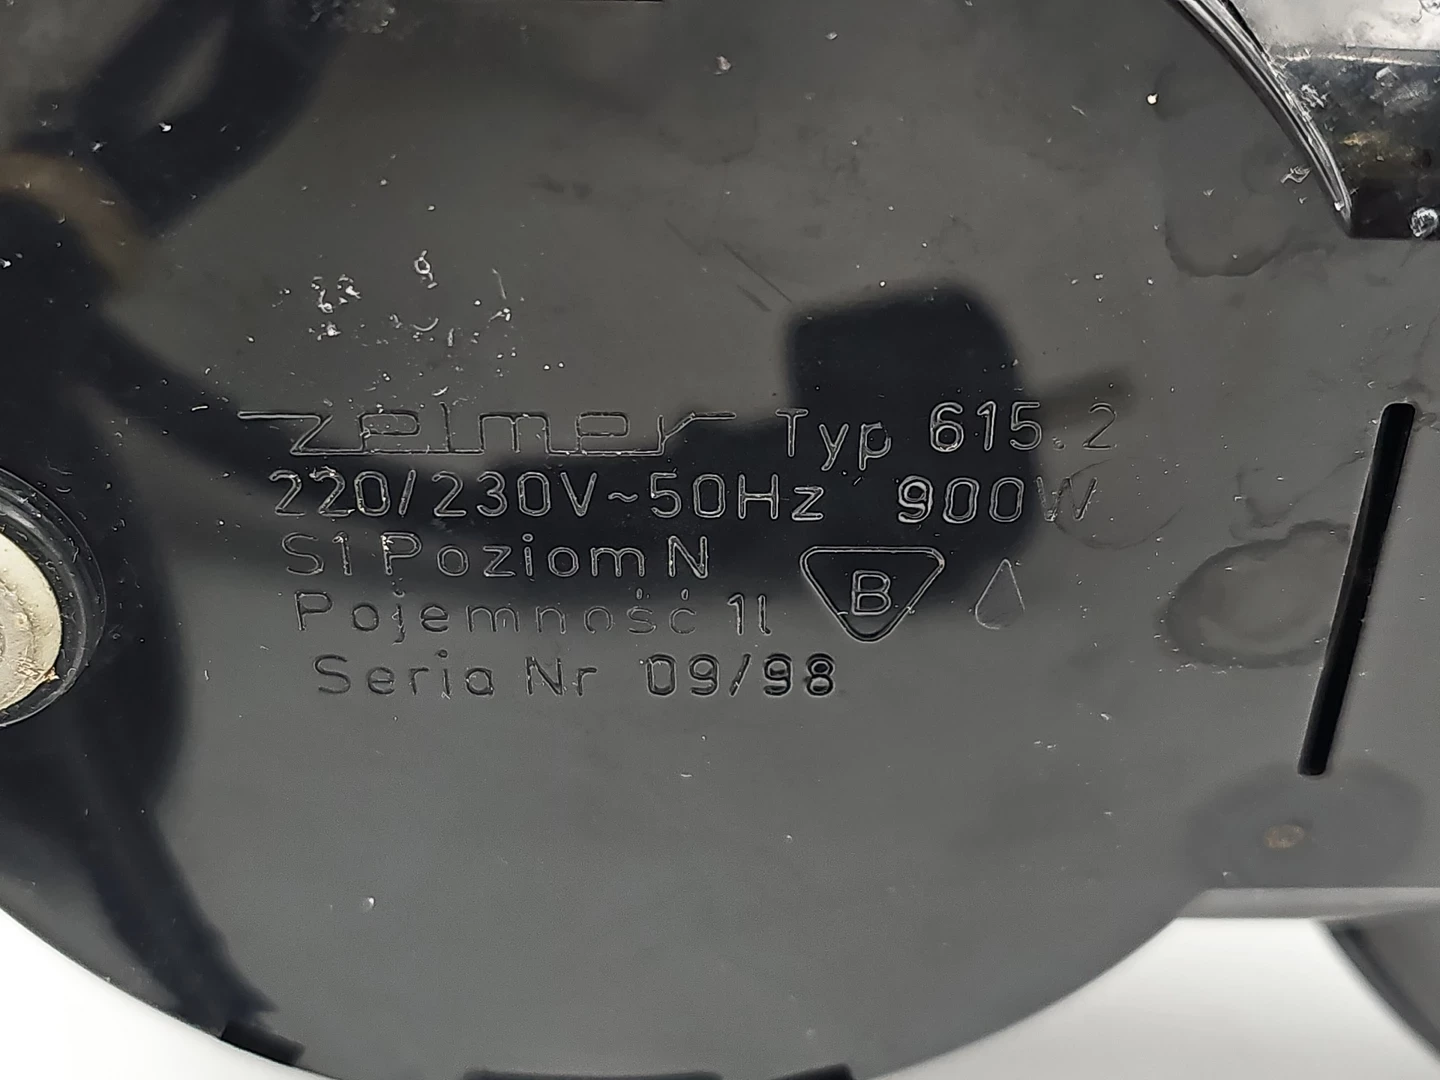 zelmer Typ 615.2
220/230V~50Hz 900W
S1 Poziom N
Pojemność 1l B
Seria Nr 09/98